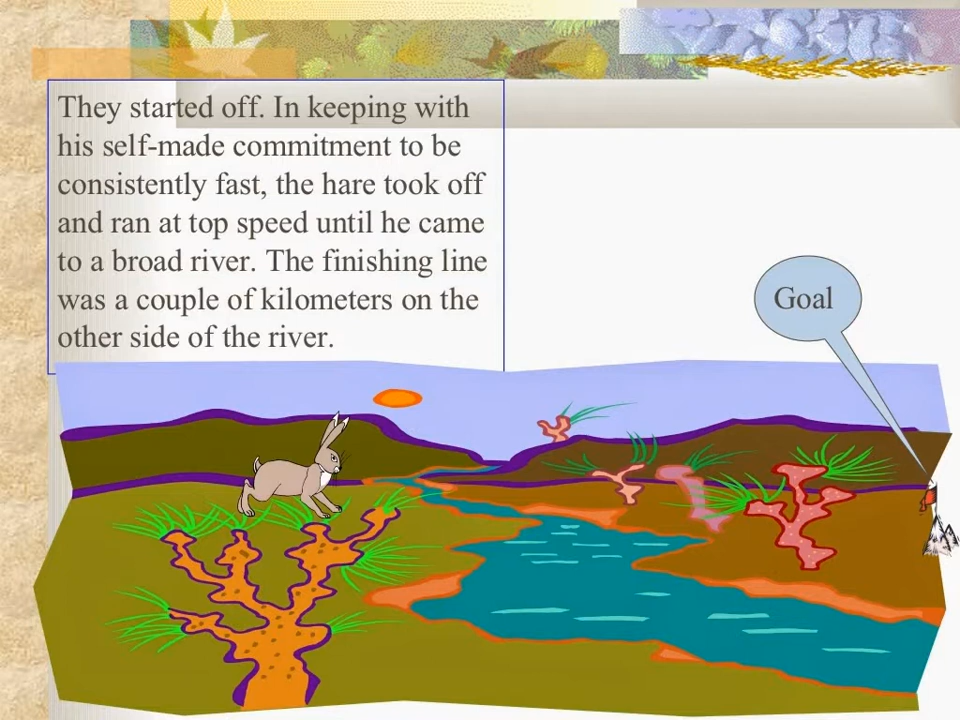 They started off. In keeping with
his self-made commitment to be
consistently fast, the hare took off
and ran at top speed until he came
to a broad river. The finishing line
was a couple of kilometers on the
other side of the river.
Goal